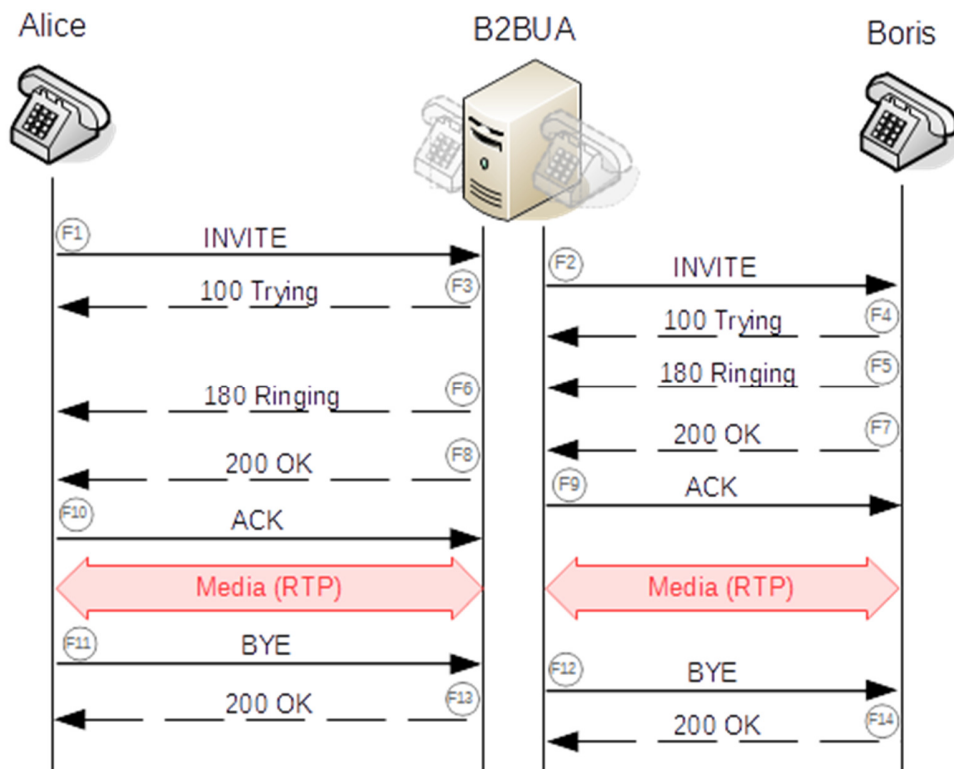 Alice
B2BUA
Boris
F1
INVITE
F2
INVITE
F3
100 Trying
F4
100 Trying
F5
180 Ringing
F6
180 Ringing
F7
200 OK
F8
200 OK
F9
ACK
F10
ACK
Media (RTP)
Media (RTP)
F11
BYE
F12
BYE
F13
200 OK
F14
200 OK